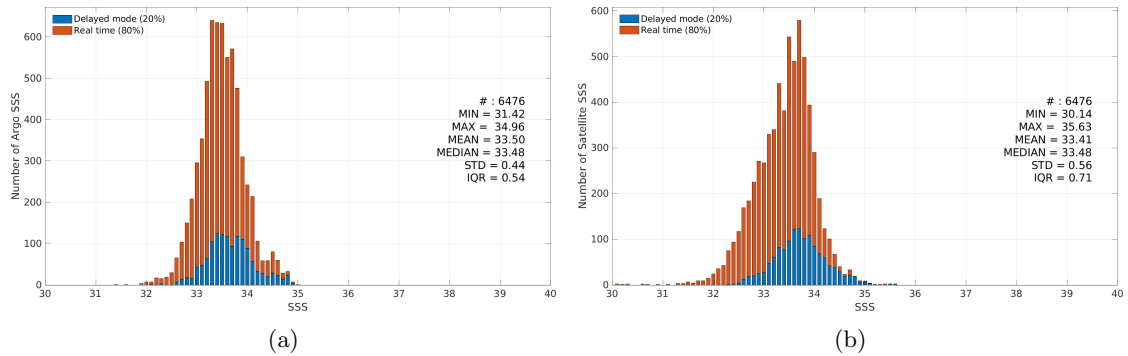 Delayed mode (20%)
Real time (80%)
Number of Argo SSS
600
500
400
300
200
100
0
# : 6476
MIN = 31.42
MAX = 34.96
MEAN = 33.50
MEDIAN = 33.48
STD = 0.44
IQR = 0.54
30 31 32 33 34 35 36 37 38 39 40
SSS
(a)
Delayed mode (20%)
Real time (80%)
Number of Satellite SSS
600
500
400
300
200
100
0
# : 6476
MIN = 30.14
MAX = 35.63
MEAN = 33.41
MEDIAN = 33.48
STD = 0.56
IQR = 0.71
30 31 32 33 34 35 36 37 38 39 40
SSS
(b)